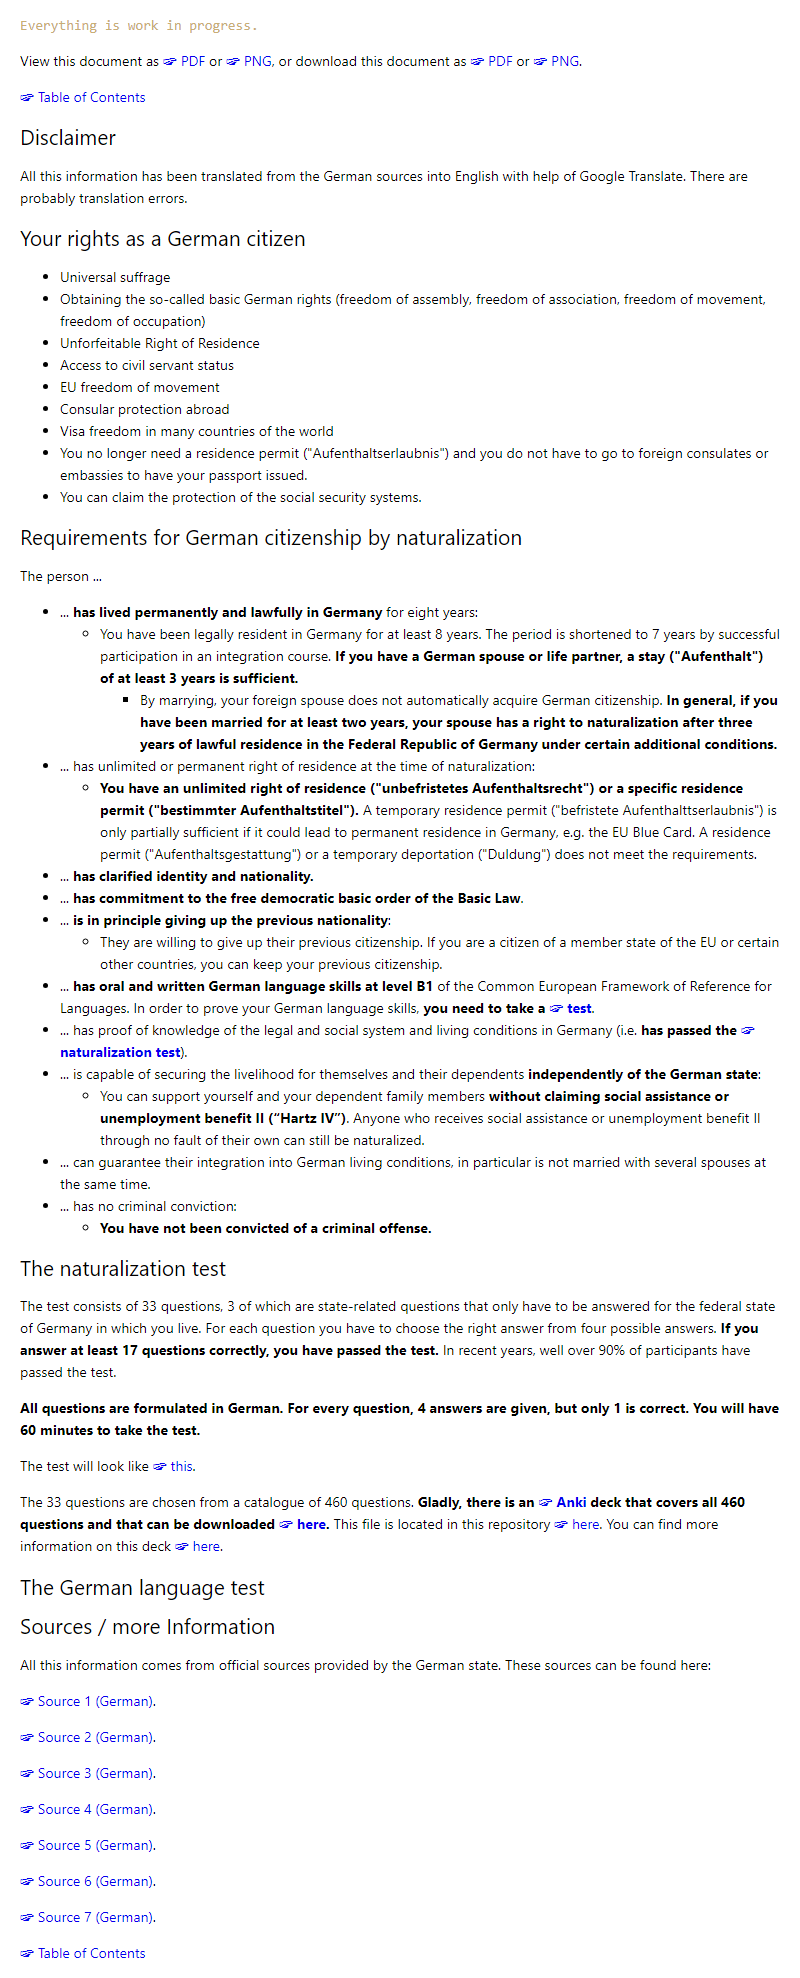 Everything is work in progress.
View this document as ☞ PDF or ☞ PNG, or download this document as ☞ PDF or ☞ PNG.
☞ Table of Contents
Disclaimer
All this information has been translated from the German sources into English with help of Google Translate. There are
probably translation errors.
Your rights as a German citizen
• Universal suffrage
• Obtaining the so-called basic German rights (freedom of assembly, freedom of association, freedom of movement,
freedom of occupation)
• Unforfeitable Right of Residence
• Access to civil servant status
• EU freedom of movement
• Consular protection abroad
• Visa freedom in many countries of the world
• You no longer need a residence permit ("Aufenthaltserlaubnis") and you do not have to go to foreign consulates or
embassies to have your passport issued.
• You can claim the protection of the social security systems.
Requirements for German citizenship by naturalization
The person ...
• ... has lived permanently and lawfully in Germany for eight years:
◦ You have been legally resident in Germany for at least 8 years. The period is shortened to 7 years by successful
participation in an integration course. If you have a German spouse or life partner, a stay ("Aufenthalt")
of at least 3 years is sufficient.
▪ By marrying, your foreign spouse does not automatically acquire German citizenship. In general, if you
have been married for at least two years, your spouse has a right to naturalization after three
years of lawful residence in the Federal Republic of Germany under certain additional conditions.
• ... has unlimited or permanent right of residence at the time of naturalization:
◦ You have an unlimited right of residence ("unbefristetes Aufenthaltsrecht") or a specific residence
permit ("bestimmter Aufenthaltstitel"). A temporary residence permit ("befristete Aufenthalttserlaubnis") is
only partially sufficient if it could lead to permanent residence in Germany, e.g. the EU Blue Card. A residence
permit ("Aufenthaltsgestattung") or a temporary deportation ("Duldung") does not meet the requirements.
• ... has clarified identity and nationality.
• ... has commitment to the free democratic basic order of the Basic Law.
• ... is in principle giving up the previous nationality:
◦ They are willing to give up their previous citizenship. If you are a citizen of a member state of the EU or certain
other countries, you can keep your previous citizenship.
• ... has oral and written German language skills at level B1 of the Common European Framework of Reference for
Languages. In order to prove your German language skills, you need to take a ☞ test.
• ... has proof of knowledge of the legal and social system and living conditions in Germany (i.e. has passed the ☞
naturalization test).
• ... is capable of securing the livelihood for themselves and their dependents independently of the German state:
◦ You can support yourself and your dependent family members without claiming social assistance or
unemployment benefit II ("Hartz IV"). Anyone who receives social assistance or unemployment benefit II
through no fault of their own can still be naturalized.
• ... can guarantee their integration into German living conditions, in particular is not married with several spouses at
the same time.
• ... has no criminal conviction:
◦ You have not been convicted of a criminal offense.
The naturalization test
The test consists of 33 questions, 3 of which are state-related questions that only have to be answered for the federal state
of Germany in which you live. For each question you have to choose the right answer from four possible answers. If you
answer at least 17 questions correctly, you have passed the test. In recent years, well over 90% of participants have
passed the test.
All questions are formulated in German. For every question, 4 answers are given, but only 1 is correct. You will have
60 minutes to take the test.
The test will look like ☞ this.
The 33 questions are chosen from a catalogue of 460 questions. Gladly, there is an ☞ Anki deck that covers all 460
questions and that can be downloaded ☞ here. This file is located in this repository ☞ here. You can find more
information on this deck ☞ here.
The German language test
Sources / more Information
All this information comes from official sources provided by the German state. These sources can be found here:
☞ Source 1 (German).
☞ Source 2 (German).
☞ Source 3 (German).
☞ Source 4 (German).
☞ Source 5 (German).
☞ Source 6 (German).
☞ Source 7 (German).
☞ Table of Contents